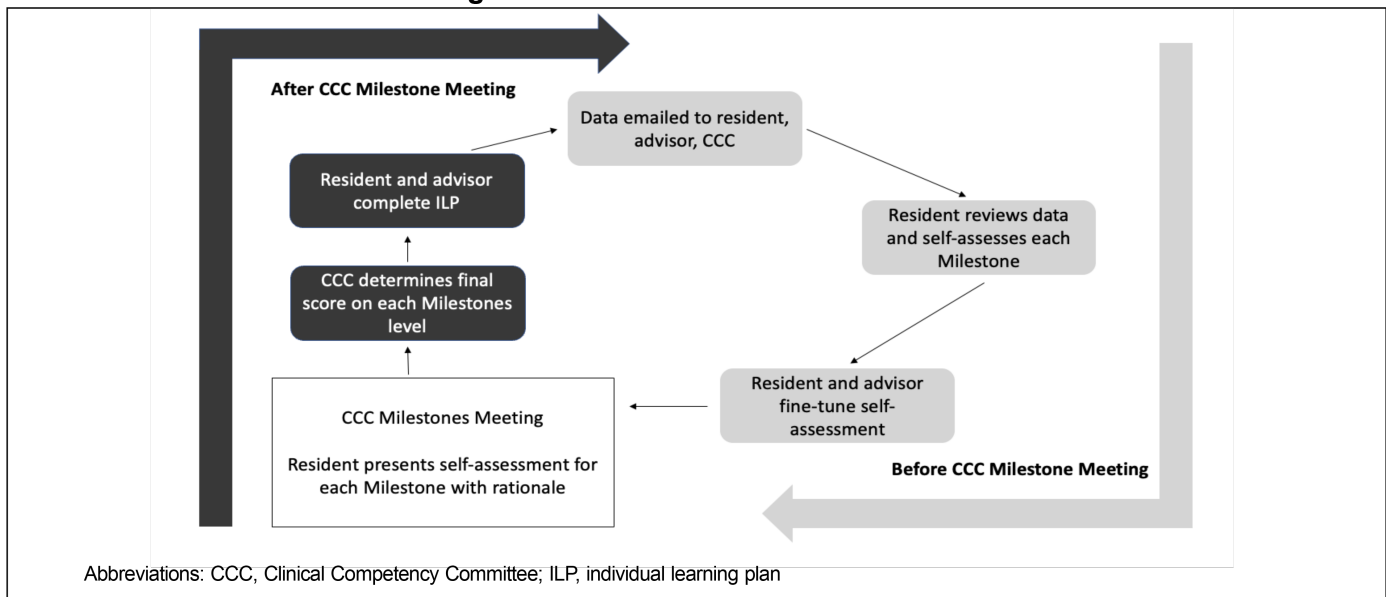 After CCC Milestone Meeting
Data emailed to resident,
advisor, CCC
Resident reviews data
and self-assesses each
Milestone
Resident and advisor
fine-tune self-
assessment
Before CCC Milestone Meeting
CCC Milestones Meeting
Resident presents self-assessment for
each Milestone with rationale
CCC determines final
score on each Milestones
level
Resident and advisor
complete ILP
Abbreviations: CCC, Clinical Competency Committee; ILP, individual learning plan